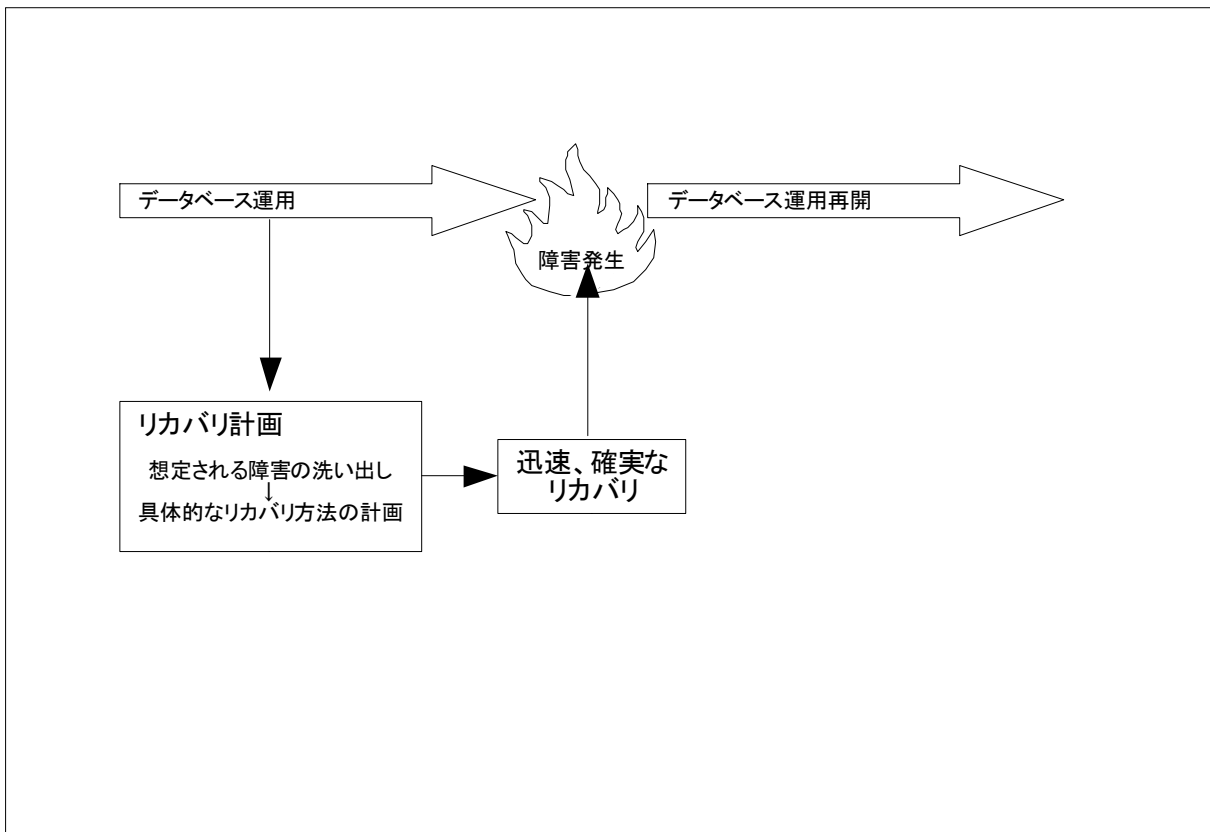 データベース運用
データベース運用再開
障害発生
リカバリ計画
想定される障害の洗い出し
↓
具体的なリカバリ方法の計画
迅速、確実な
リカバリ